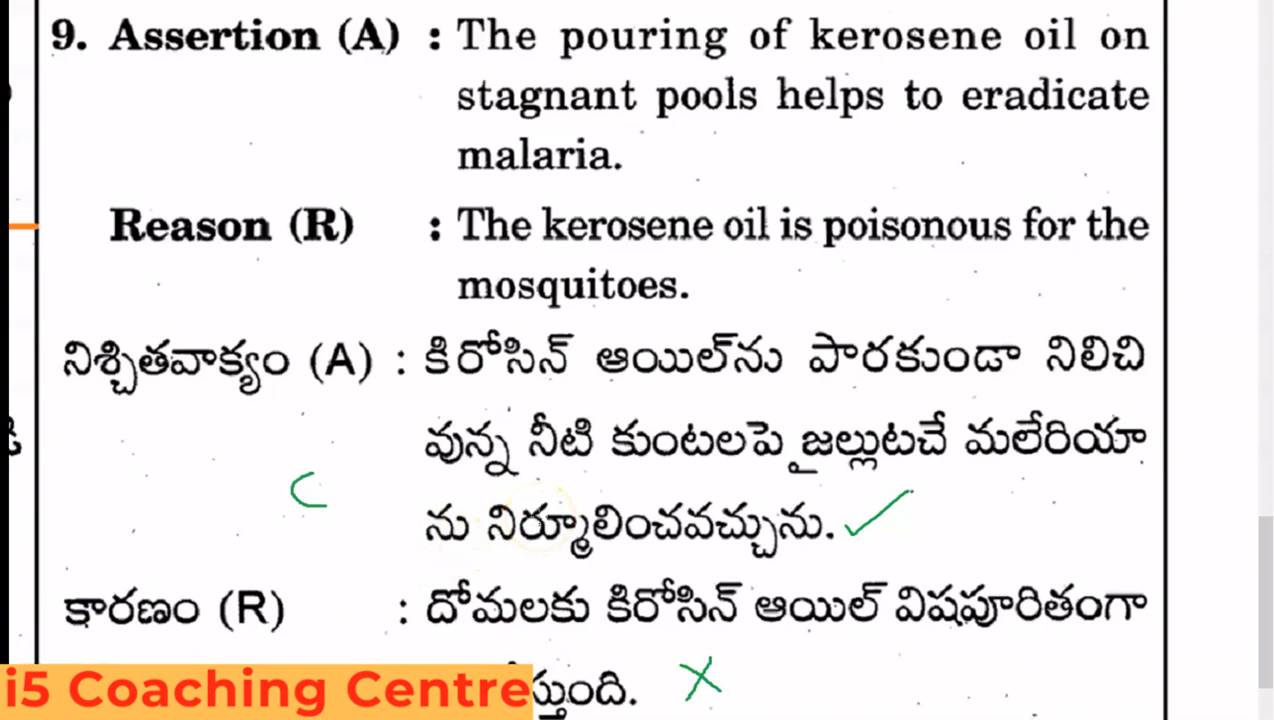 9. Assertion (A) : The pouring of kerosene oil on
stagnant pools helps to eradicate
malaria.
Reason (R) : The kerosene oil is poisonous for the
mosquitoes.
నిశ్చితవాక్యం (A) : కిరోసిన్ ఆయిల్‌ను పారకుండా నిలిచి
వున్న నీటి కుంటలపై జల్లుటచే మలేరియా
C
ను నిర్మూలించవచ్చును.
కారణం (R) : దోమలకు కిరోసిన్ ఆయిల్ విషపూరితంగా
i5 Coaching Centre